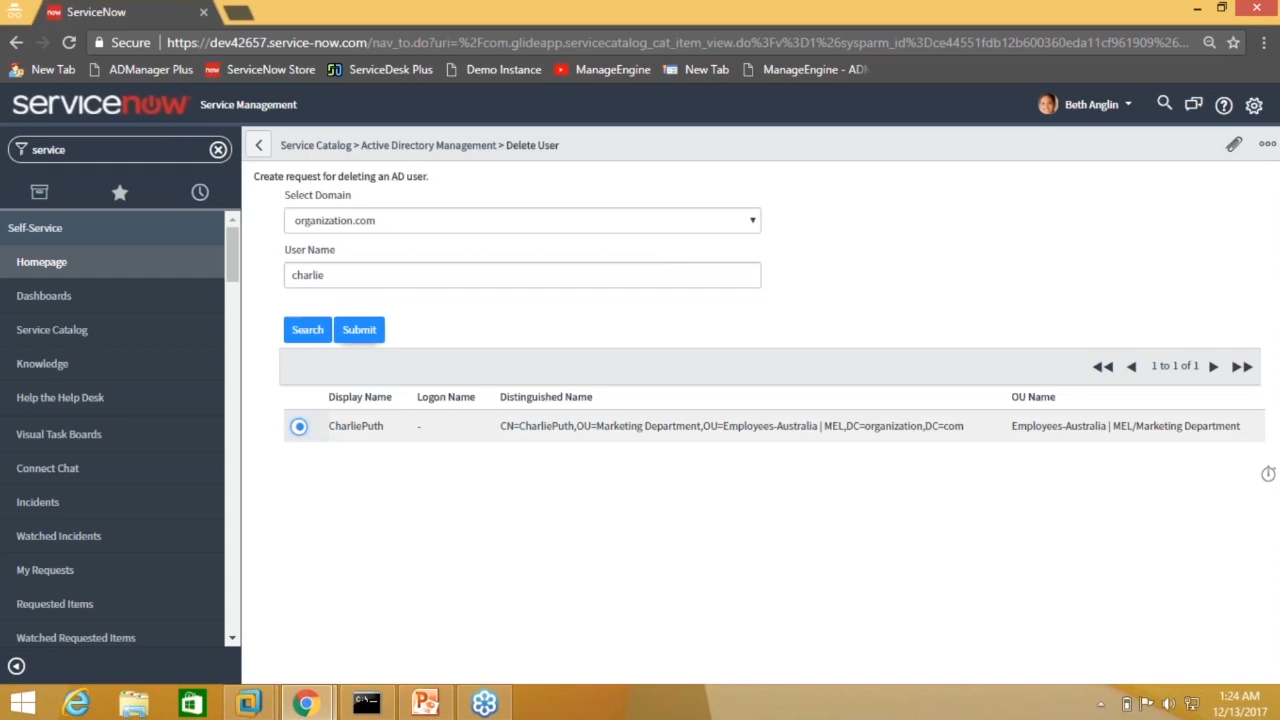 ServiceNow
Secure
https://dev42657.service-now.com/nav_to.do?uri=%2Fcom.glideapp.servicecatalog_cat_item_view.do%3Fv%3D1%26sysparm_id%3Dce44551fdb12b600360eda11cf961909%26...
New Tab
ADManager Plus
now ServiceNow Store
ServiceDesk Plus
Demo Instance
ManageEngine
New Tab
ManageEngine - ADM
servicenow Service Management
Beth Anglin
service
Self-Service
Homepage
Dashboards
Service Catalog
Knowledge
Help the Help Desk
Visual Task Boards
Connect Chat
Incidents
Watched Incidents
My Requests
Requested Items
Watched Requested Items
Service Catalog > Active Directory Management > Delete User
Create request for deleting an AD user.
Select Domain
organization.com
User Name
charlie
Search Submit
1 to 1 of 1
Display Name Logon Name Distinguished Name OU Name
CharliePuth - CN=CharliePuth,OU=Marketing Department,OU=Employees-Australia | MEL,DC=organization,DC=com Employees-Australia | MEL/Marketing Department
1:24 AM
12/13/2017